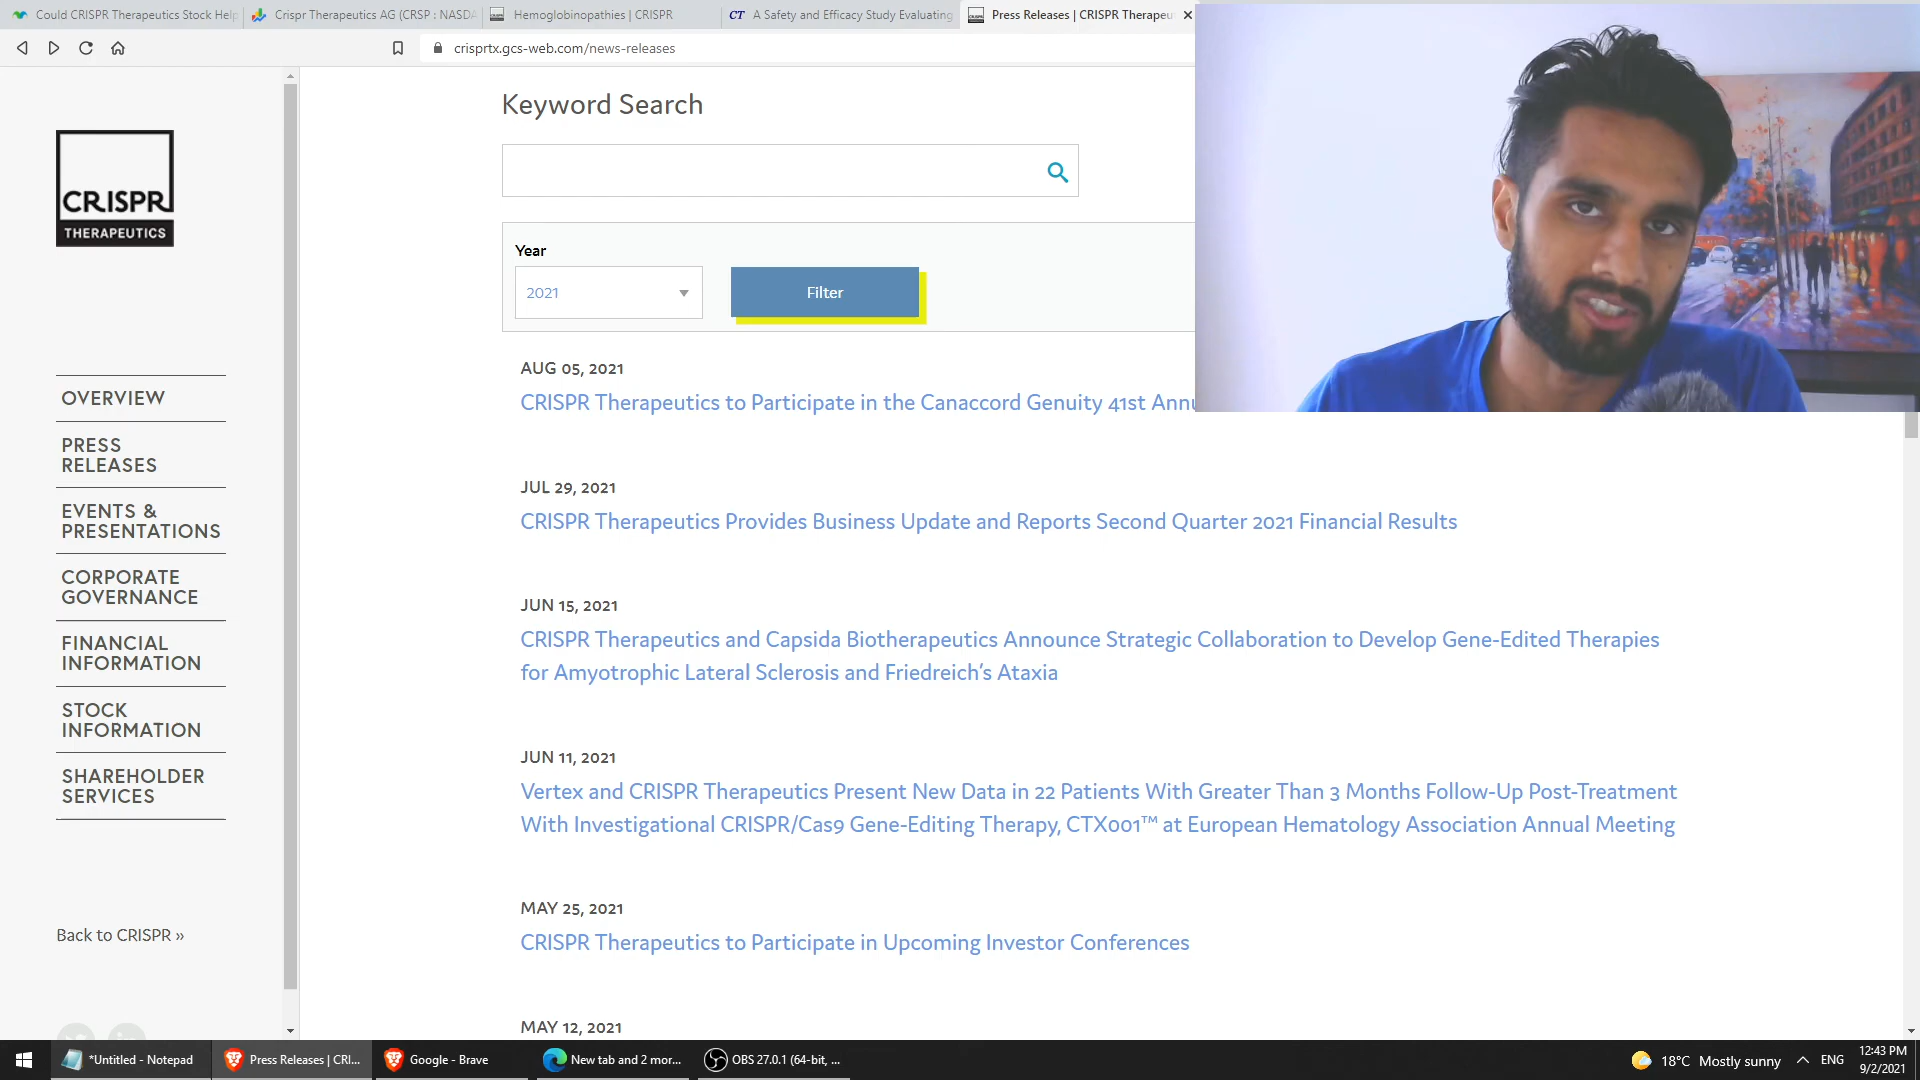 Could CRISPR Therapeutics Stock Help
Crispr Therapeutics AG (CRSP : NASDA
Hemoglobinopathies | CRISPR
CT A Safety and Efficacy Study Evaluating
Press Releases | CRISPR Therapeu
crisprtx.gcs-web.com/news-releases
CRISPR
THERAPEUTICS
OVERVIEW
PRESS
RELEASES
EVENTS &
PRESENTATIONS
CORPORATE
GOVERNANCE
FINANCIAL
INFORMATION
STOCK
INFORMATION
SHAREHOLDER
SERVICES
Back to CRISPR »
Keyword Search
Year
2021
Filter
AUG 05, 2021
CRISPR Therapeutics to Participate in the Canaccord Genuity 41st Annu
JUL 29, 2021
CRISPR Therapeutics Provides Business Update and Reports Second Quarter 2021 Financial Results
JUN 15, 2021
CRISPR Therapeutics and Capsida Biotherapeutics Announce Strategic Collaboration to Develop Gene-Edited Therapies
for Amyotrophic Lateral Sclerosis and Friedreich's Ataxia
JUN 11, 2021
Vertex and CRISPR Therapeutics Present New Data in 22 Patients With Greater Than 3 Months Follow-Up Post-Treatment
With Investigational CRISPR/Cas9 Gene-Editing Therapy, CTX001™ at European Hematology Association Annual Meeting
MAY 25, 2021
CRISPR Therapeutics to Participate in Upcoming Investor Conferences
MAY 12, 2021
*Untitled - Notepad
Press Releases | CRI...
Google - Brave
New tab and 2 mor...
OBS 27.0.1 (64-bit, ...
18°C Mostly sunny
ENG
12:43 PM
9/2/2021